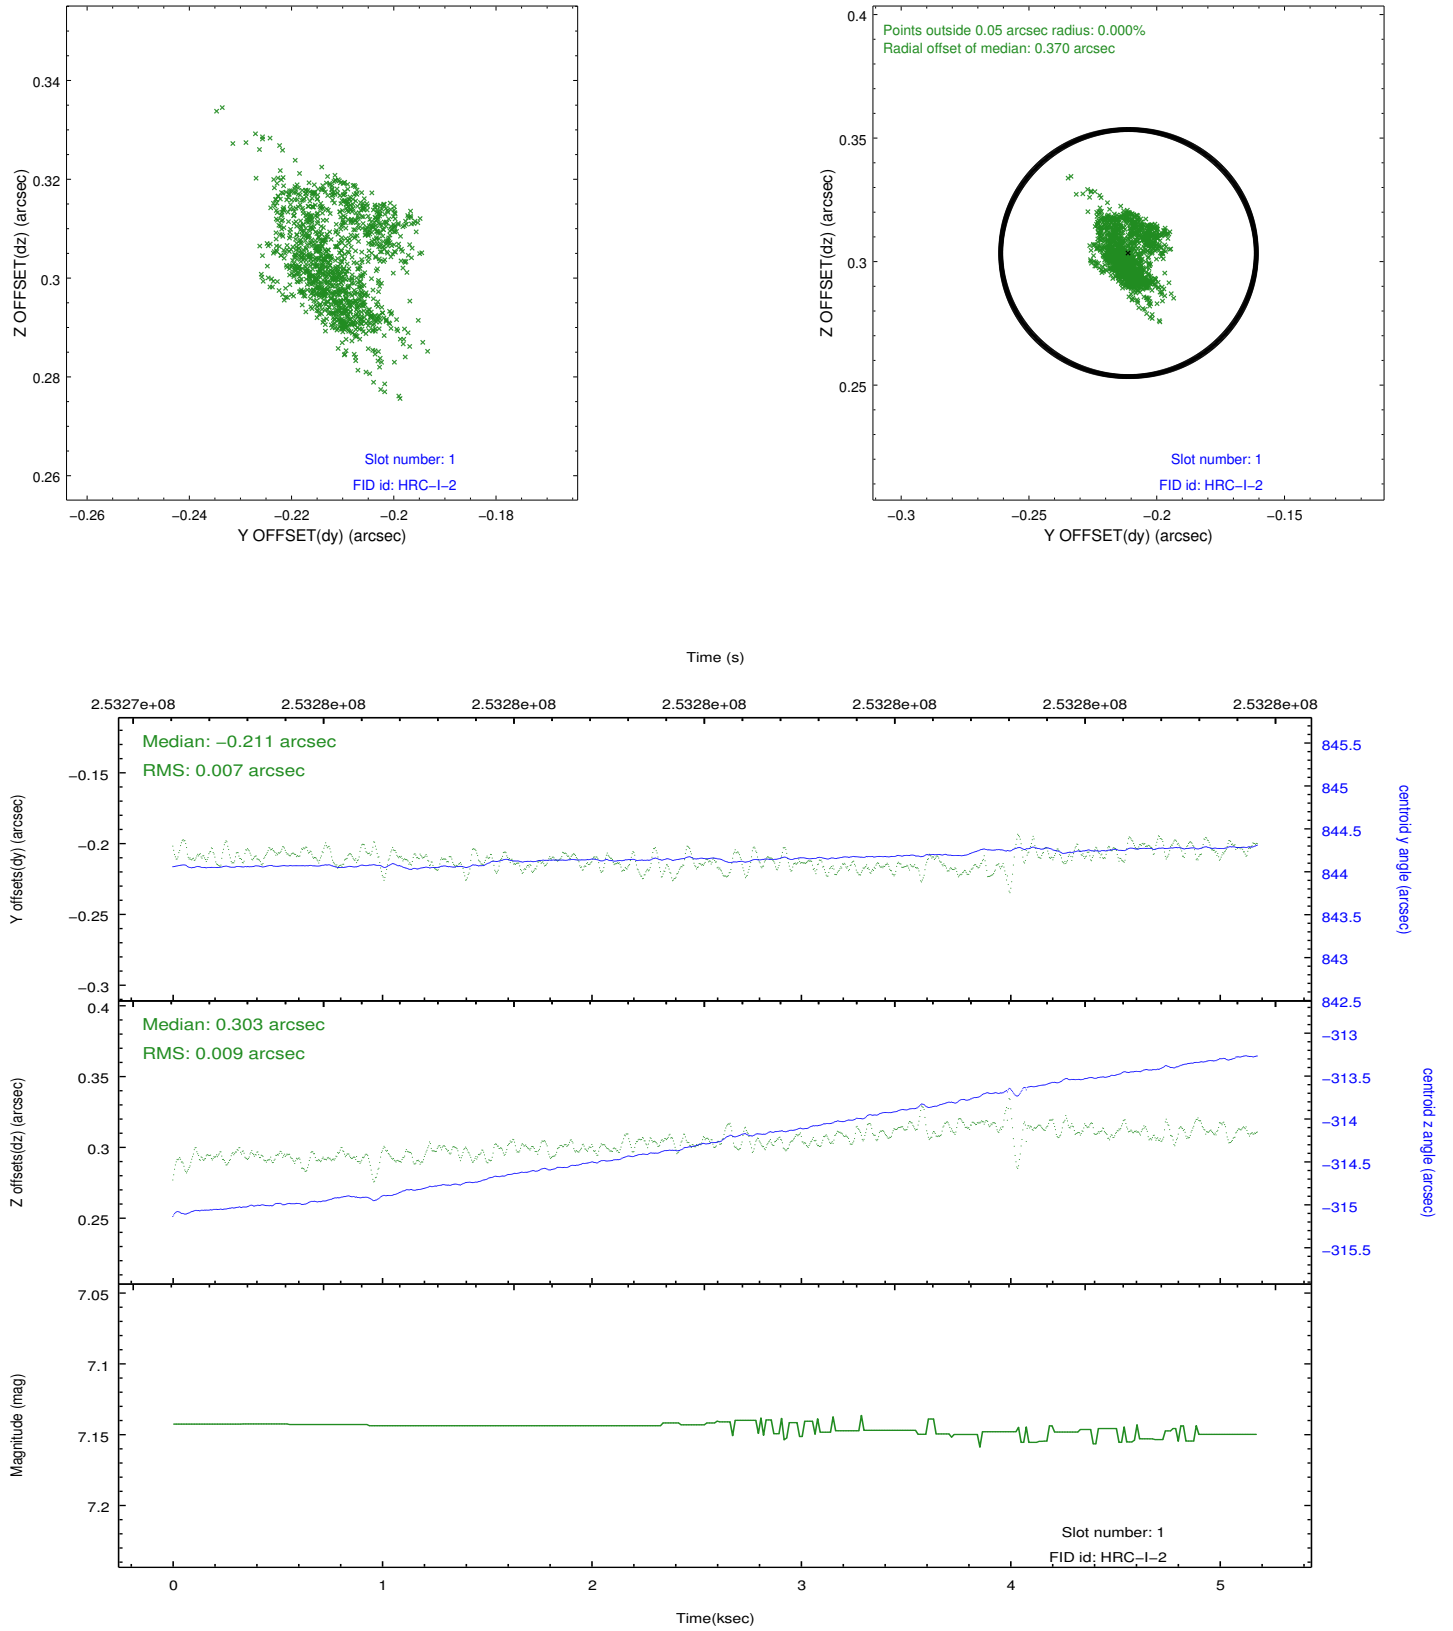 0.34
0.32
0.3
0.28
0.26
Z OFFSET(dz) (arcsec)
Slot number: 1
FID id: HRC−I−2
−0.26
−0.24
−0.22
−0.2
−0.18
Y OFFSET(dy) (arcsec)
Points outside 0.05 arcsec radius: 0.000%
Radial offset of median: 0.370 arcsec
0.4
0.35
0.3
0.25
Z OFFSET(dz) (arcsec)
Slot number: 1
FID id: HRC−I−2
−0.3
−0.25
−0.2
−0.15
Y OFFSET(dy) (arcsec)
Time (s)
2.5327e+08
2.5328e+08
2.5328e+08
2.5328e+08
2.5328e+08
2.5328e+08
2.5328e+08
Median: −0.211 arcsec
RMS: 0.007 arcsec
−0.15
−0.2
−0.25
−0.3
Y offsets(dy) (arcsec)
845.5
845
844.5
844
843.5
843
842.5
centroid y angle (arcsec)
Median: 0.303 arcsec
RMS: 0.009 arcsec
0.4
0.35
0.3
0.25
Z offsets(dz) (arcsec)
−313
−313.5
−314
−314.5
−315
−315.5
centroid z angle (arcsec)
7.05
7.1
7.15
7.2
Magnitude (mag)
Slot number: 1
FID id: HRC−I−2
0
1
2
3
4
5
Time(ksec)